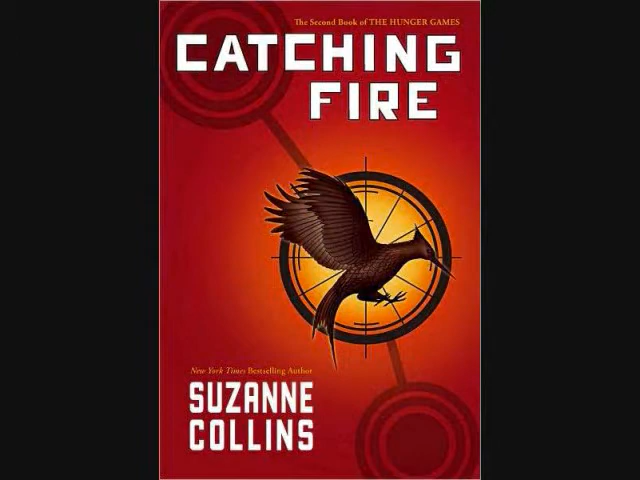 The Second Book of THE HUNGER GAMES
CATCHING
FIRE
New York Times Bestselling Author
SUZANNE
COLLINS